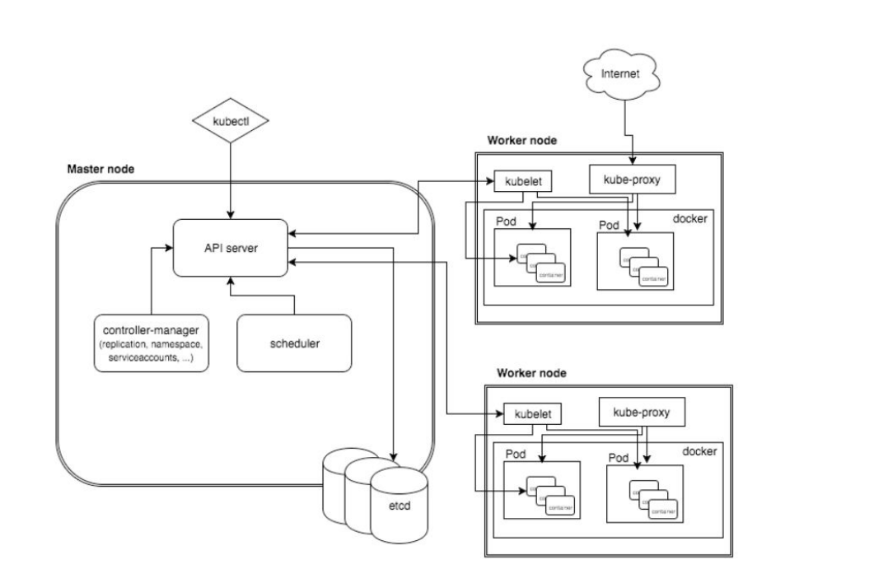 Internet
kubectl
Master node
API server
controller-manager
(replication, namespace,
serviceaccounts, ...)
scheduler
etcd
Worker node
kubelet
kube-proxy
docker
Pod
container
Pod
container
Worker node
kubelet
kube-proxy
docker
Pod
container
Pod
container